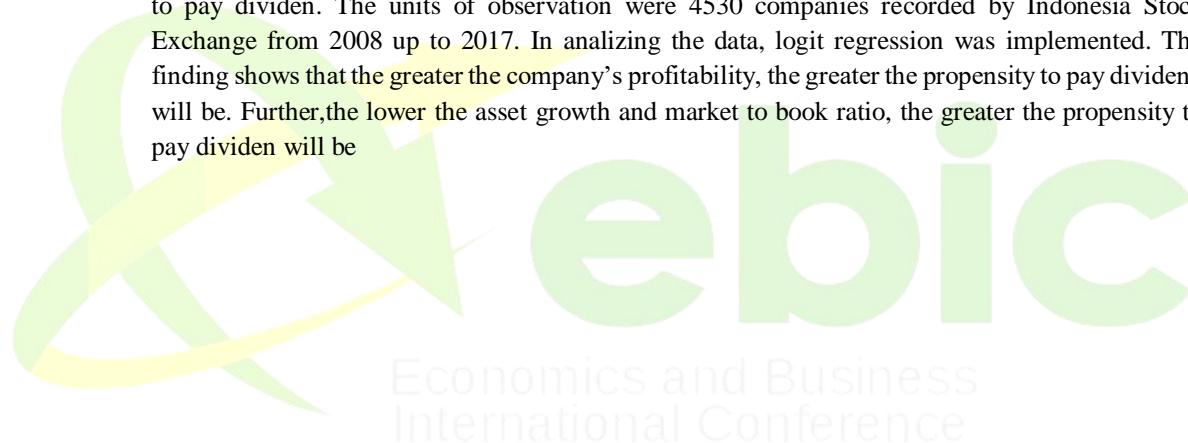 to pay dividen. The units of observation were 4530 companies recorded by Indonesia Stoc
Exchange from 2008 up to 2017. In analizing the data, logit regression was implemented. Th
finding shows that the greater the company’s profitability, the greater the propensity to pay dividen
will be. Further,the lower the asset growth and market to book ratio, the greater the propensity t
pay dividen will be
ebic
Economics and Business
International Conference